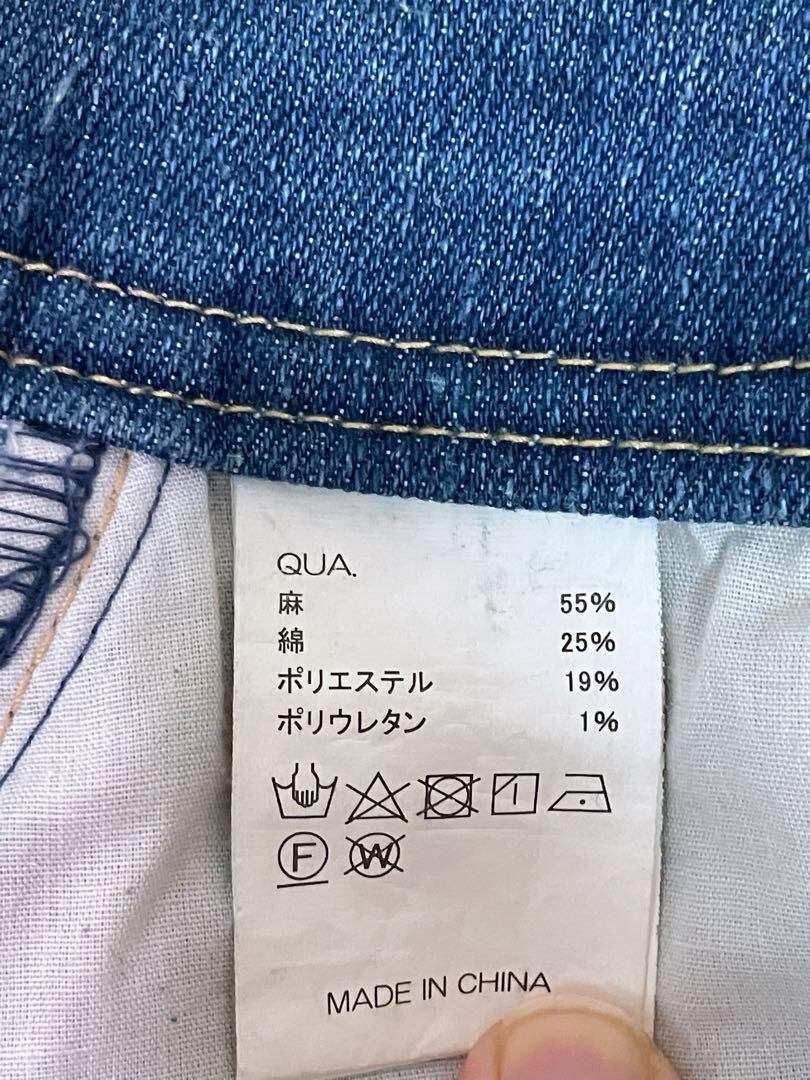 QUA.
麻 55%
綿 25%
ポリエステル 19%
ポリウレタン 1%
F W
MADE IN CHINA